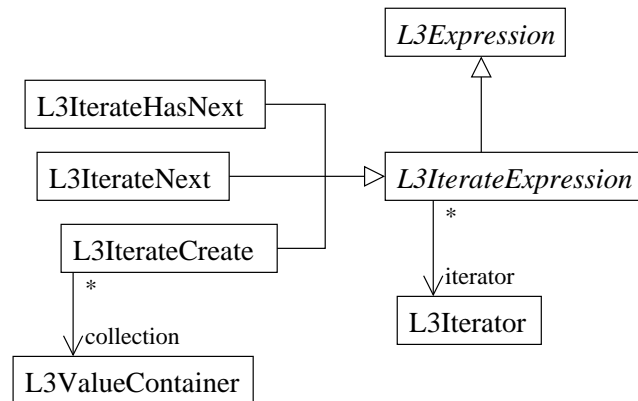 L3Expression
L3IterateHasNext
L3IterateNext
L3IterateExpression
*
L3IterateCreate
*
iterator
L3Iterator
collection
L3ValueContainer